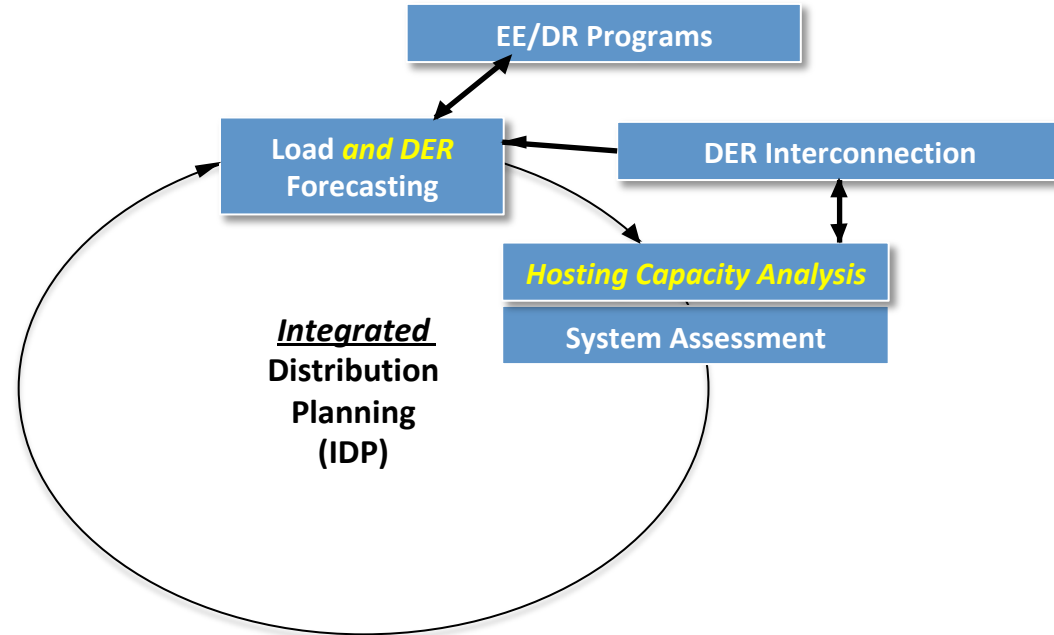 EE/DR Programs
Load and DER
Forecasting
DER Interconnection
Hosting Capacity Analysis
System Assessment
Integrated
Distribution
Planning
(IDP)